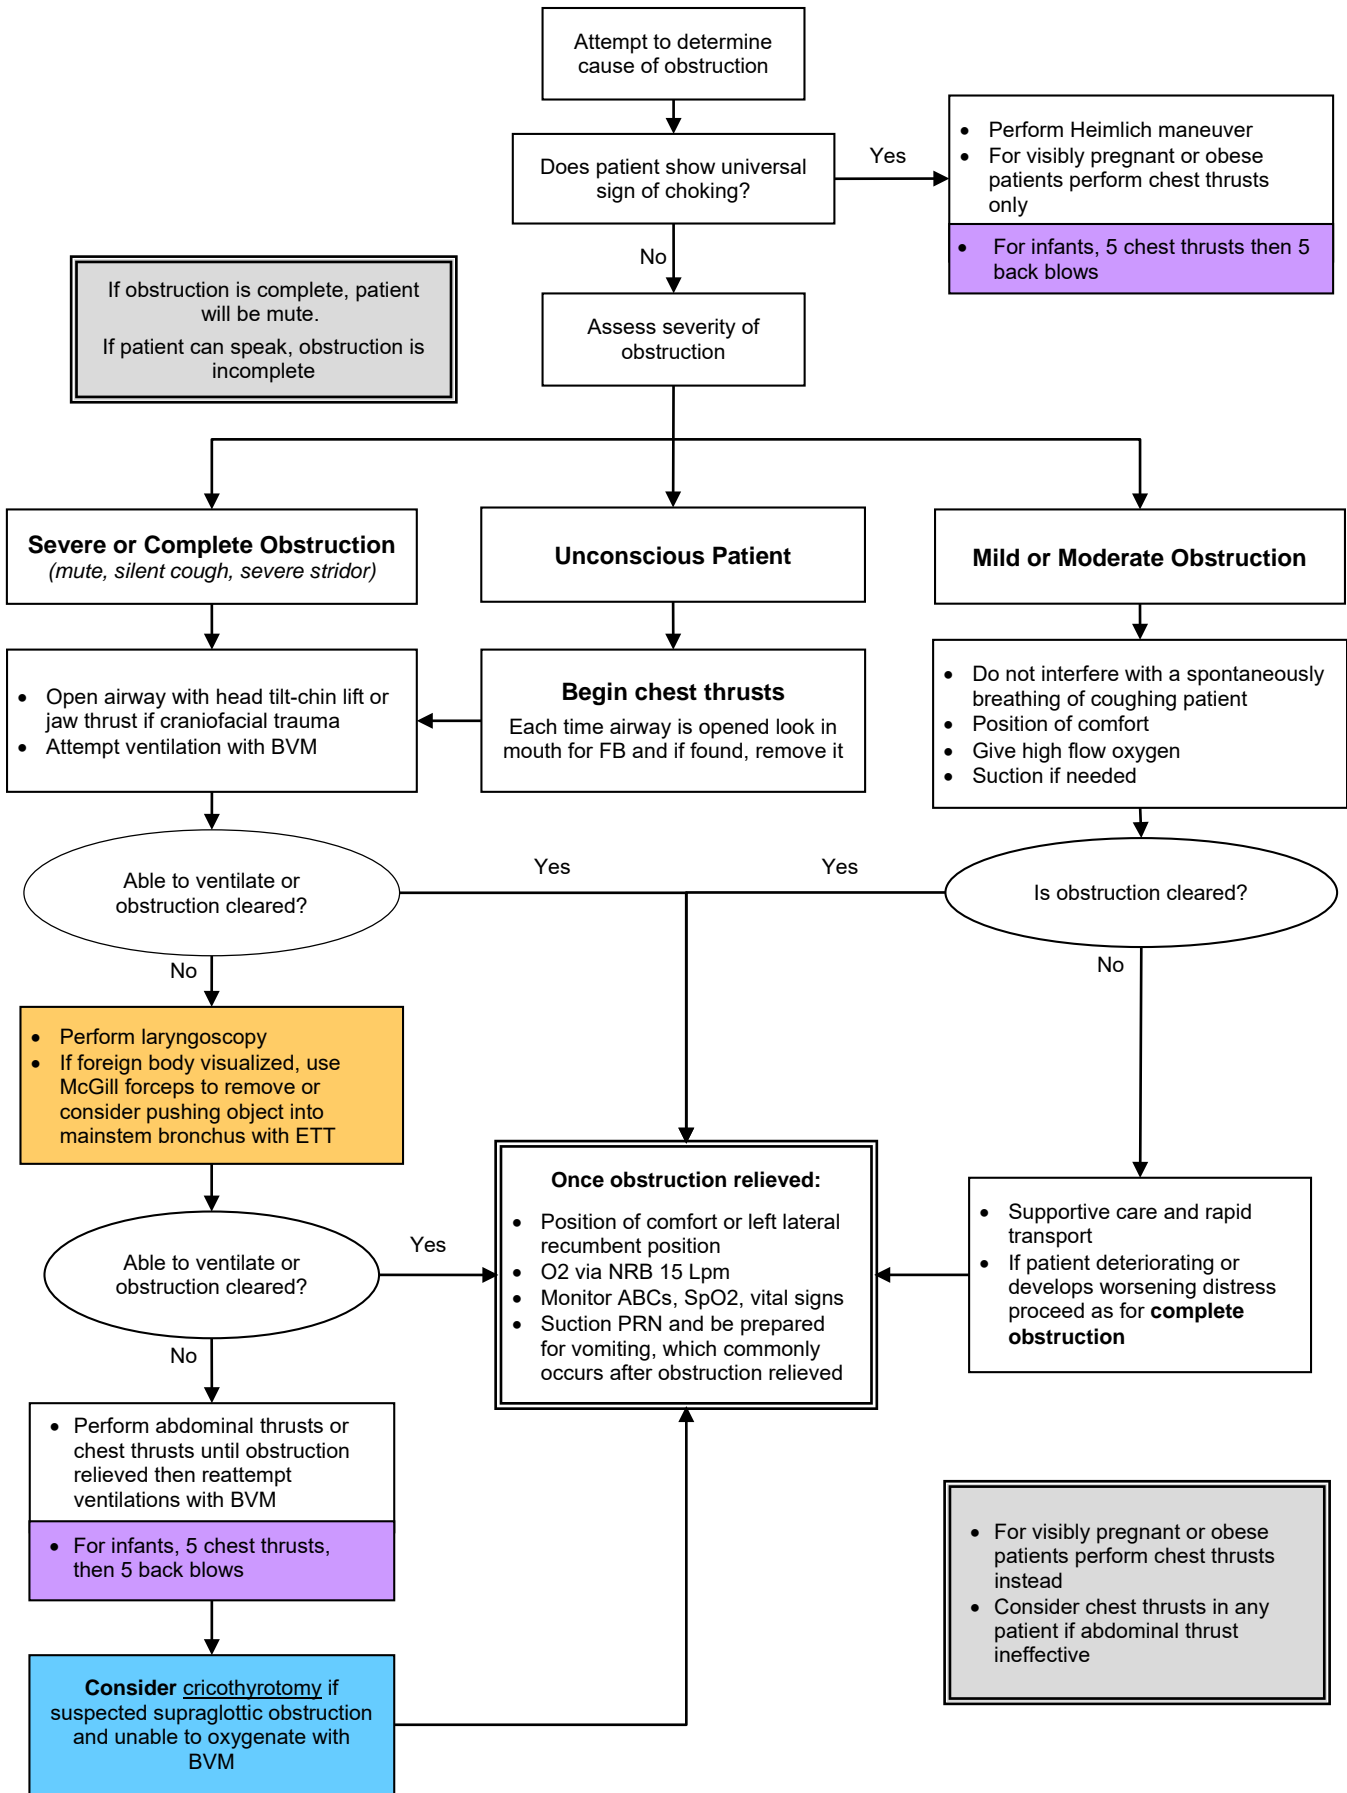 Attempt to determine
cause of obstruction
Does patient show universal
sign of choking?
Yes
• Perform Heimlich maneuver
• For visibly pregnant or obese
patients perform chest thrusts
only
• For infants, 5 chest thrusts then 5
back blows
No
If obstruction is complete, patient
will be mute.
If patient can speak, obstruction is
incomplete
Assess severity of
obstruction
Severe or Complete Obstruction
(mute, silent cough, severe stridor)
Unconscious Patient
Mild or Moderate Obstruction
• Open airway with head tilt-chin lift or
jaw thrust if craniofacial trauma
• Attempt ventilation with BVM
Begin chest thrusts
Each time airway is opened look in
mouth for FB and if found, remove it
• Do not interfere with a spontaneously
breathing of coughing patient
• Position of comfort
• Give high flow oxygen
• Suction if needed
Able to ventilate or
obstruction cleared?
Yes
Yes
Is obstruction cleared?
No
No
• Perform laryngoscopy
• If foreign body visualized, use
McGill forceps to remove or
consider pushing object into
mainstem bronchus with ETT
Able to ventilate or
obstruction cleared?
Yes
Once obstruction relieved:
• Position of comfort or left lateral
recumbent position
• O2 via NRB 15 Lpm
• Monitor ABCs, SpO2, vital signs
• Suction PRN and be prepared
for vomiting, which commonly
occurs after obstruction relieved
• Supportive care and rapid
transport
• If patient deteriorating or
develops worsening distress
proceed as for complete
obstruction
No
• Perform abdominal thrusts or
chest thrusts until obstruction
relieved then reattempt
ventilations with BVM
• For infants, 5 chest thrusts,
then 5 back blows
• For visibly pregnant or obese
patients perform chest thrusts
instead
• Consider chest thrusts in any
patient if abdominal thrust
ineffective
Consider cricothyrotomy if
suspected supraglottic obstruction
and unable to oxygenate with
BVM